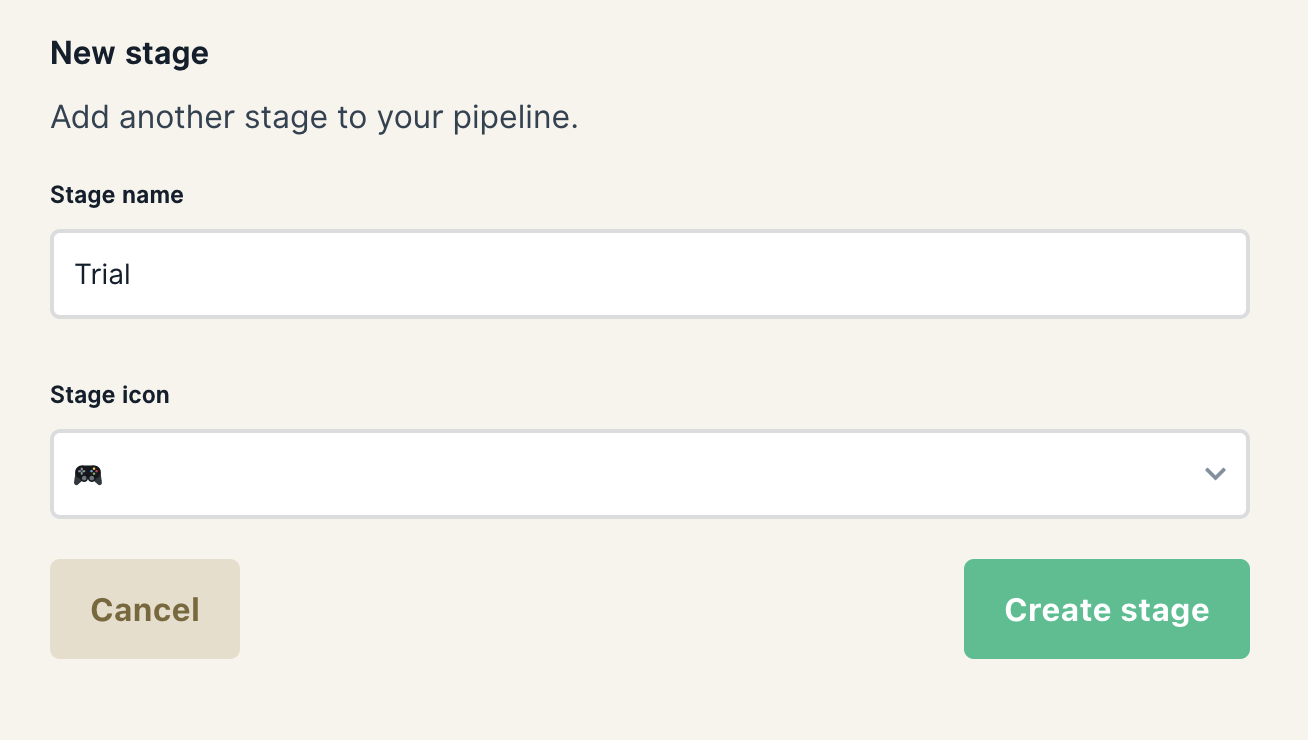 New stage
Add another stage to your pipeline.
Stage name
Trial
Stage icon
🎮
Cancel
Create stage